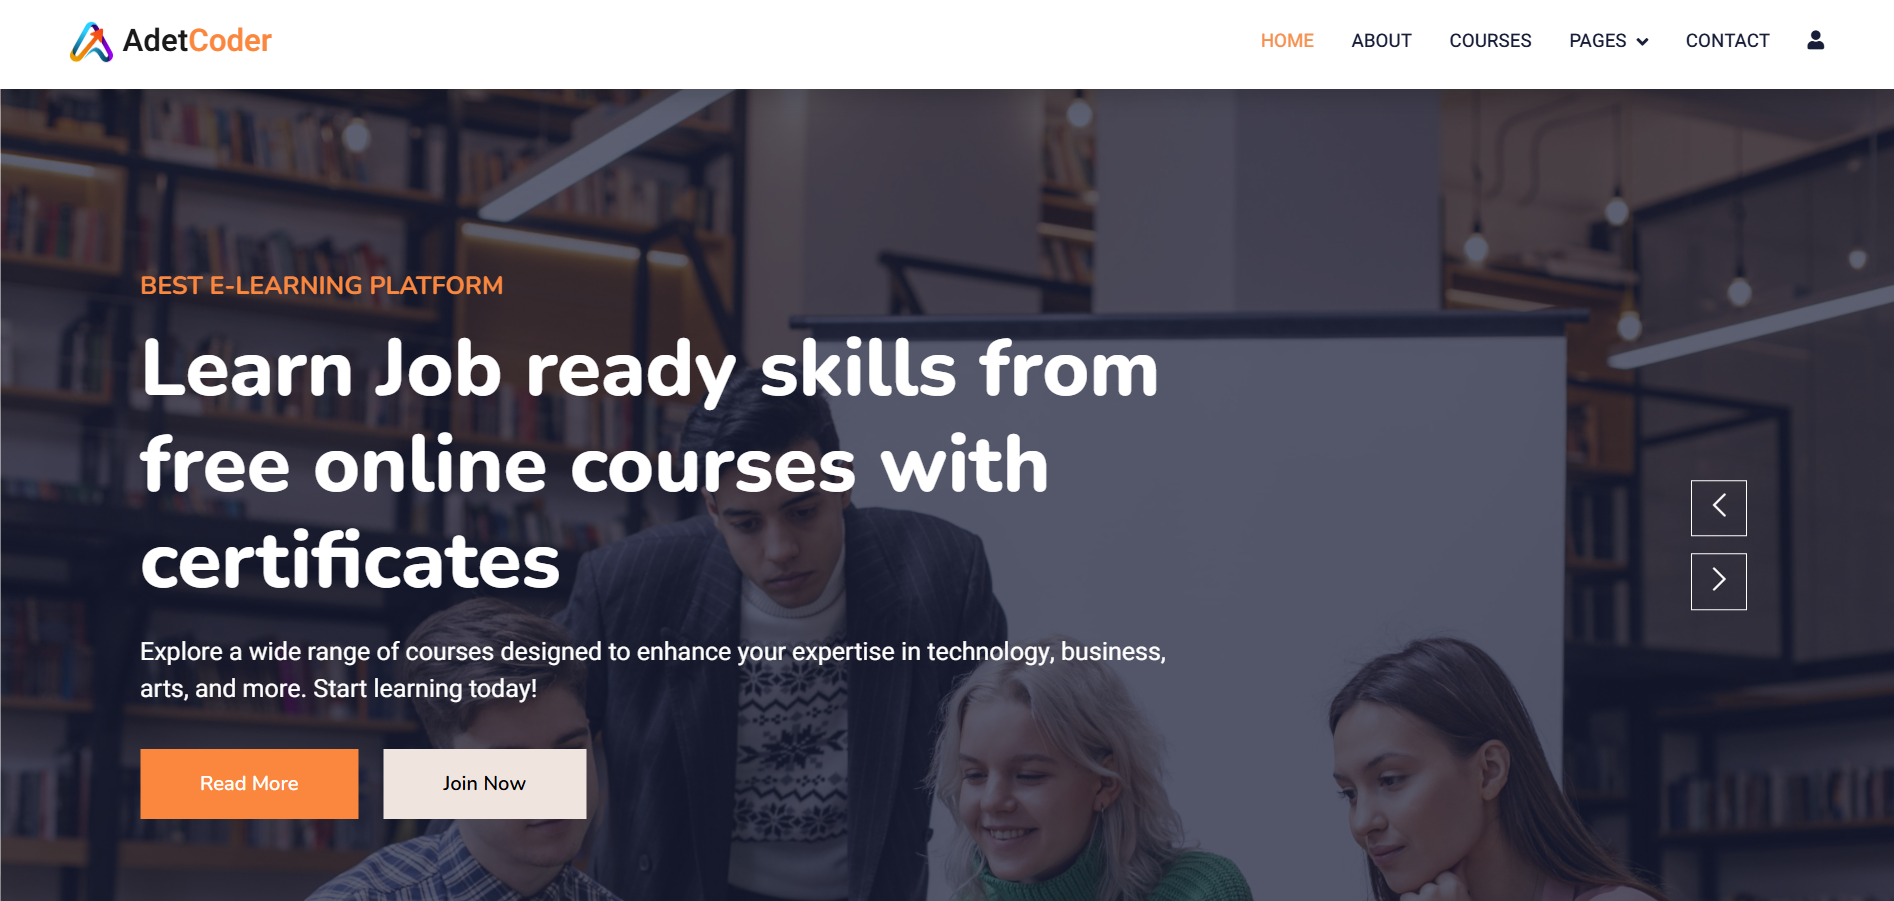 AdetCoder
HOME ABOUT COURSES PAGES CONTACT
BEST E-LEARNING PLATFORM
Learn Job ready skills from
free online courses with
certificates
Explore a wide range of courses designed to enhance your expertise in technology, business,
arts, and more. Start learning today!
Read More Join Now